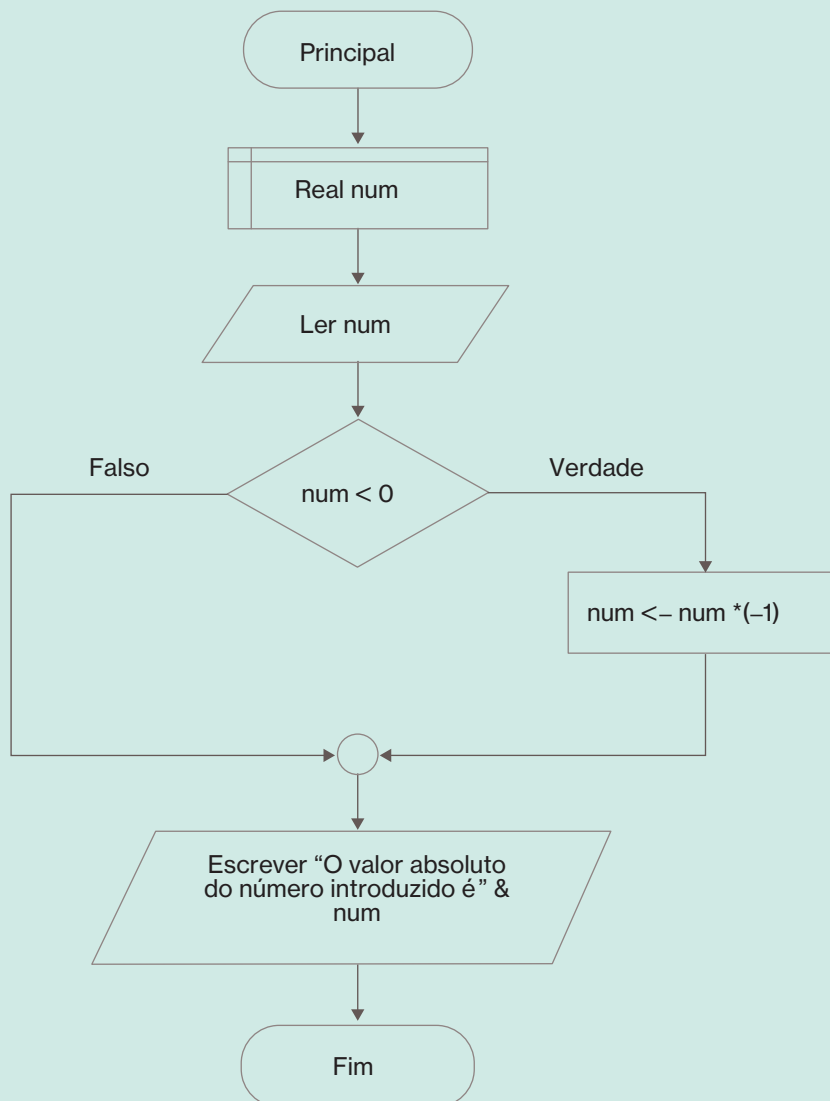 Principal
Real num
Ler num
Falso
Verdade
num < 0
num <– num *(–1)
Escrever “O valor absoluto
do número introduzido é” &
num
Fim